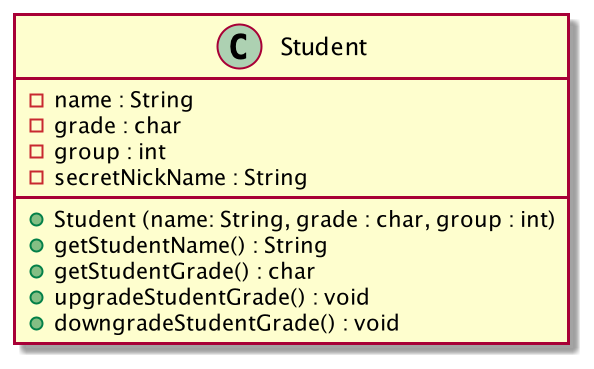 C Student
name : String
grade : char
group : int
secretNickName : String
Student (name: String, grade : char, group : int)
getStudentName() : String
getStudentGrade() : char
upgradeStudentGrade() : void
downgradeStudentGrade() : void